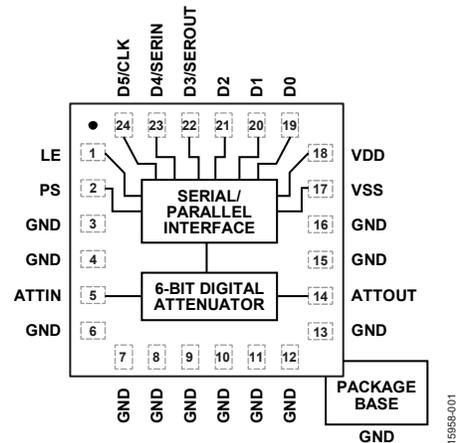 D5/CLK
D4/SERIN
D3/SEROUT
D2
D1
D0
24
23
22
21
20
19
LE
1
18
VDD
PS
2
17
VSS
SERIAL/
PARALLEL
INTERFACE
GND
3
16
GND
GND
4
15
GND
ATTIN
5
6-BIT DIGITAL
ATTENUATOR
14
ATTOUT
GND
6
13
GND
7
8
9
10
11
12
GND
GND
GND
GND
GND
GND
PACKAGE
BASE
GND
15958-001